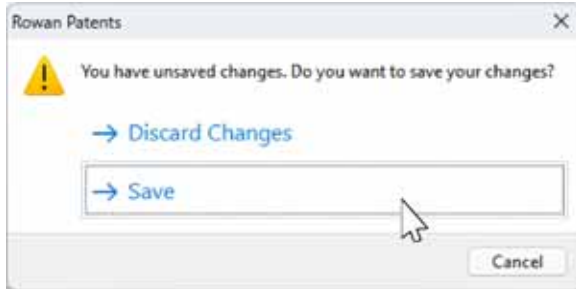 Rowan Patents
You have unsaved changes. Do you want to save your changes?
Discard Changes
Save
Cancel